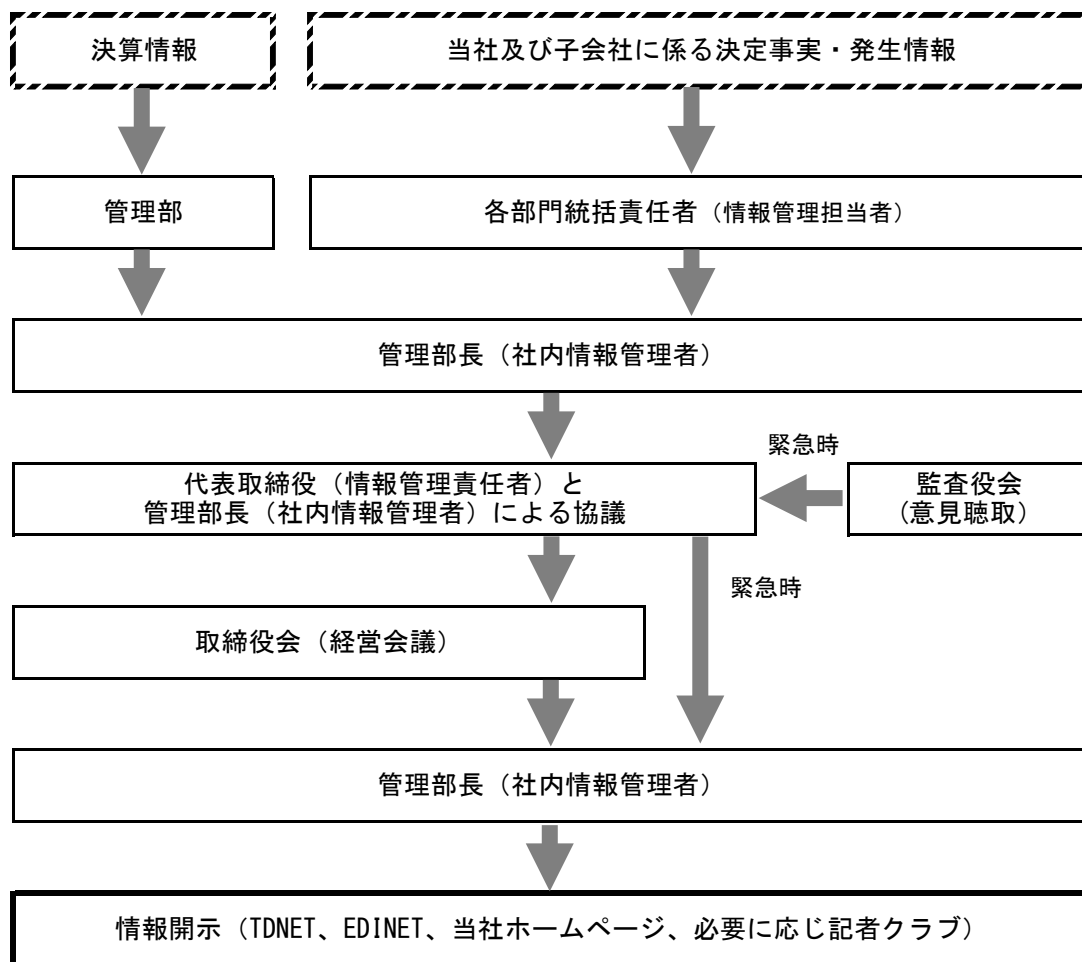 決算情報
当社及び子会社に係る決定事実・発生情報
管理部
各部門統括責任者（情報管理担当者）
管理部長（社内情報管理者）
緊急時
代表取締役（情報管理責任者）と
管理部長（社内情報管理者）による協議
監査役会
(意見聴取)
緊急時
取締役会（経営会議）
管理部長（社内情報管理者）
情報開示（TDNET、EDINET、当社ホームページ、必要に応じ記者クラブ）